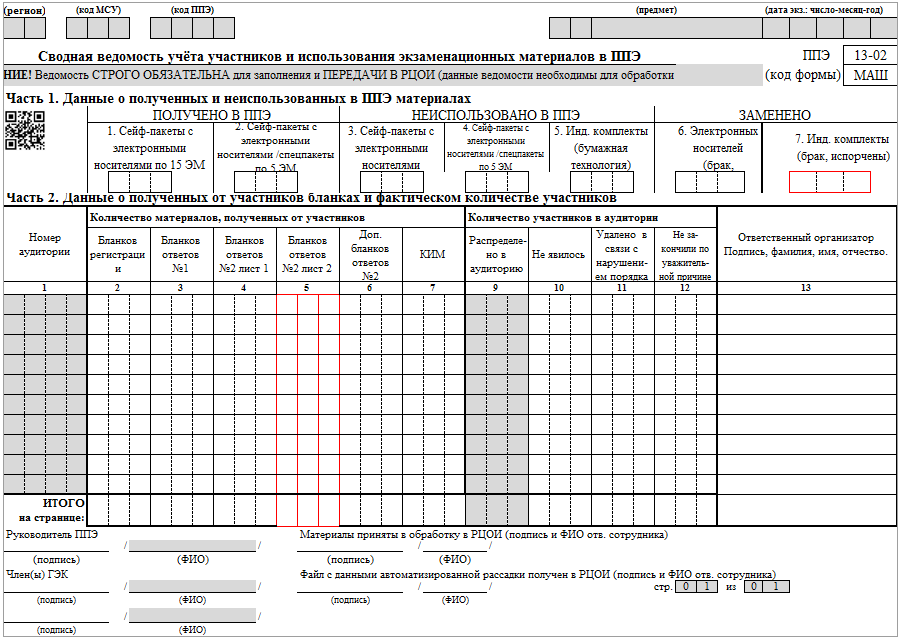 (регион) (код МСУ) (код ППЭ) (предмет) (дата экз.: число-месяц-год)
Сводная ведомость учёта участников и использования экзаменационных материалов в ППЭ
ППЭ 13-02
НИЕ! Ведомость СТРОГО ОБЯЗАТЕЛЬНА для заполнения и ПЕРЕДАЧИ В РЦОИ (данные ведомости необходимы для обработки
(код формы) МАШ
Часть 1. Данные о полученных и неиспользованных в ППЭ материалах
ПОЛУЧЕНО В ППЭ
НЕИСПОЛЬЗОВАНО В ППЭ
ЗАМЕНЕНО
1. Сейф-пакеты с
электронными
носителями по 15 ЭМ
2. Сейф-пакеты с
электронными
носителями /спецпакеты
по 5 ЭМ
3. Сейф-пакеты с
электронными
носителями
4. Сейф-пакеты с
электронными
носителями /спецпакеты
по 5 ЭМ
5. Инд. комплекты
(бумажная
технология)
6. Электронных
носителей
(брак,
7. Инд. комплекты
(брак, испорчены)
Часть 2. Данные о полученных от участников бланках и фактическом количестве участников
Номер
аудитории
Количество материалов, полученных от участников
Количество участников в аудитории
Бланков
регистраци
и
Бланков
ответов
№1
Бланков
ответов
№2 лист 1
Бланков
ответов
№2 лист 2
Доп.
бланков
ответов
№2
КИМ
Распределе-
но в
аудиторию
Не явилось
Удалено в
связи с
нарушени-
ем порядка
Не за-
кончили по
уважитель-
ной причине
Ответственный организатор
Подпись, фамилия, имя, отчество.
1 2 3 4 5 6 7 9 10 11 12 13
ИТОГО
на странице:
Руководитель ППЭ / /
(подпись) (ФИО)
Материалы приняты в обработку в РЦОИ (подпись и ФИО отв. сотрудника)
/ /
(подпись) (ФИО)
Член(ы) ГЭК / /
(подпись) (ФИО)
Файл с данными автоматизированной рассадки получен в РЦОИ (подпись и ФИО отв. сотрудника)
/ /
(подпись) (ФИО)
стр. 0 1 из 0 1
/ /
(подпись) (ФИО)